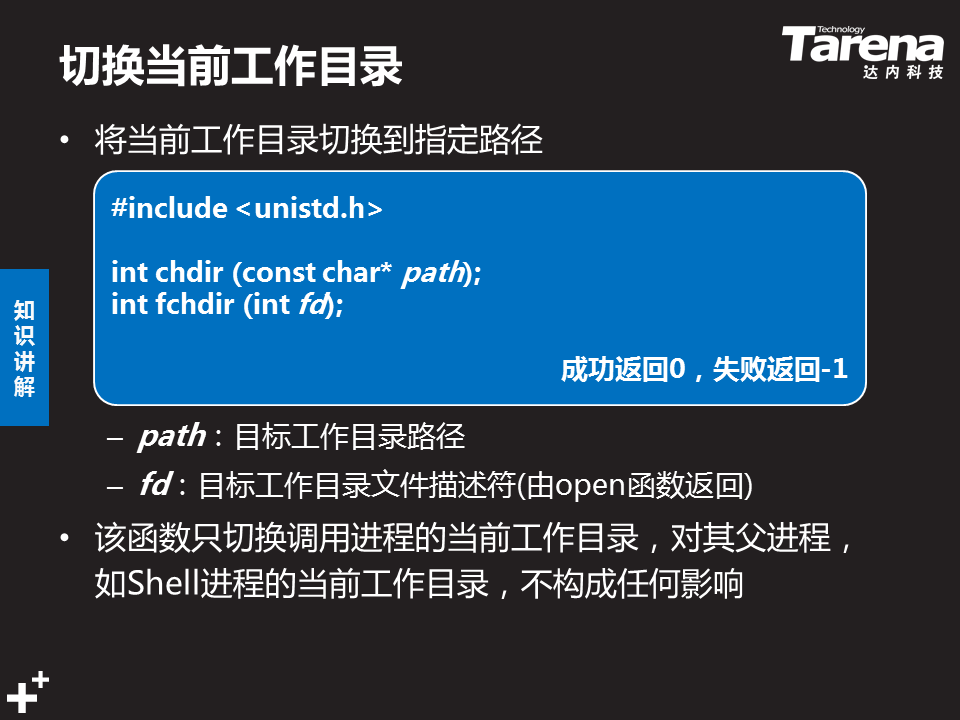 切换当前工作目录
Technology
Tarena
达内科技
• 将当前工作目录切换到指定路径
#include <unistd.h>
int chdir (const char* path);
int fchdir (int fd);
成功返回0，失败返回-1
知识讲解
– path：目标工作目录路径
– fd：目标工作目录文件描述符(由open函数返回)
• 该函数只切换调用进程的当前工作目录，对其父进程，
如Shell进程的当前工作目录，不构成任何影响